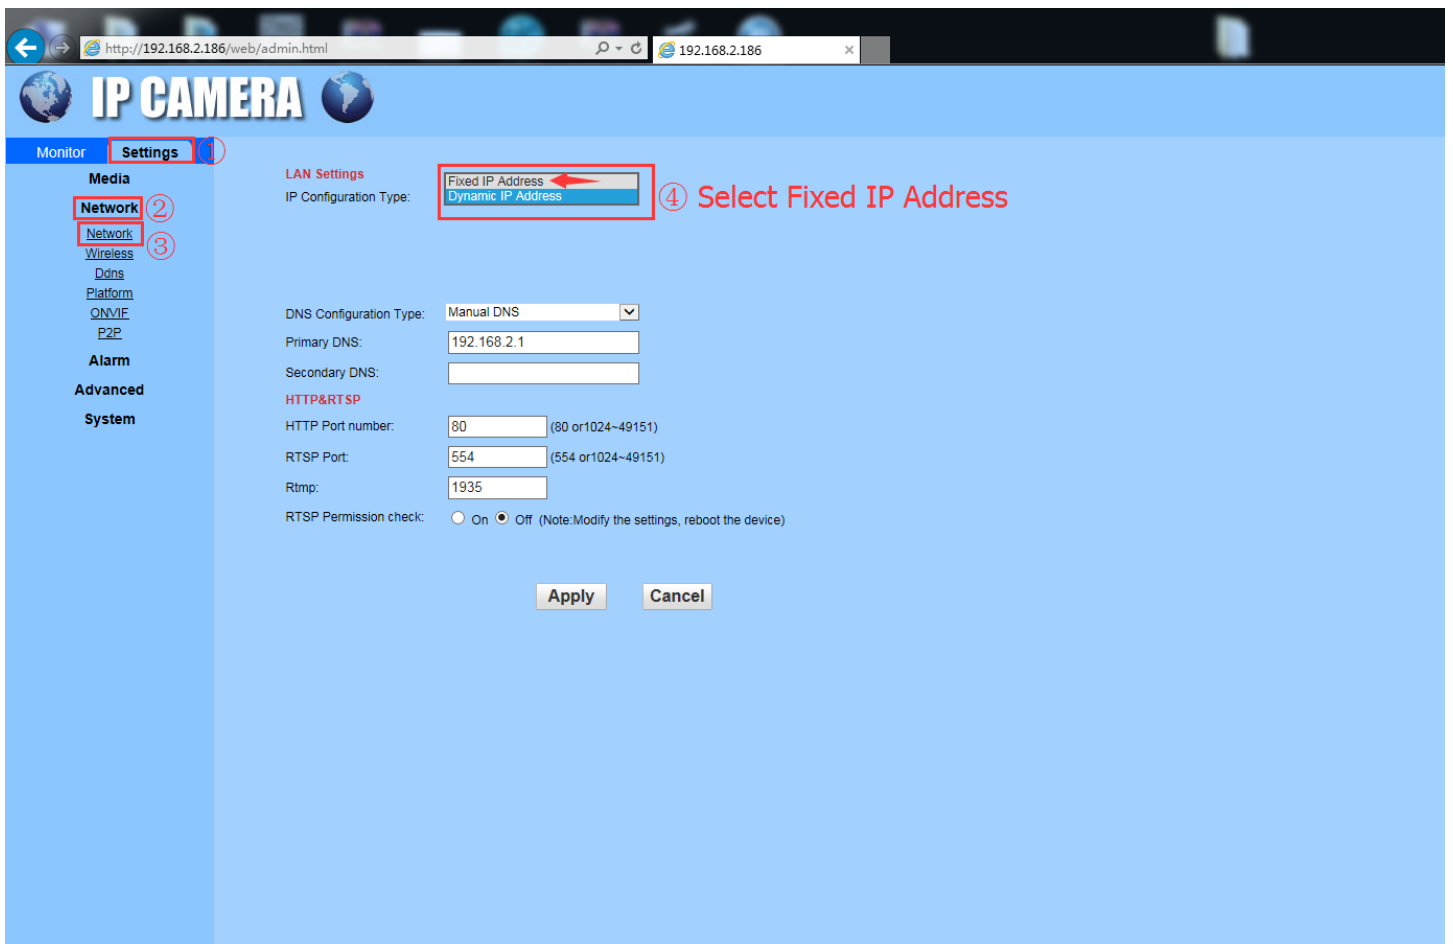 http://192.168.2.186/web/admin.html
192.168.2.186
IP CAMERA
Monitor
Settings ①
Media
Network ②
Network ③
Wireless
Ddns
Platform
ONVIF
P2P
Alarm
Advanced
System
LAN Settings
IP Configuration Type:
Fixed IP Address
Dynamic IP Address
④ Select Fixed IP Address
DNS Configuration Type: Manual DNS
Primary DNS: 192.168.2.1
Secondary DNS:
HTTP&RTSP
HTTP Port number: 80 (80 or1024~49151)
RTSP Port: 554 (554 or1024~49151)
Rtmp: 1935
RTSP Permission check: On Off (Note:Modify the settings, reboot the device)
Apply Cancel